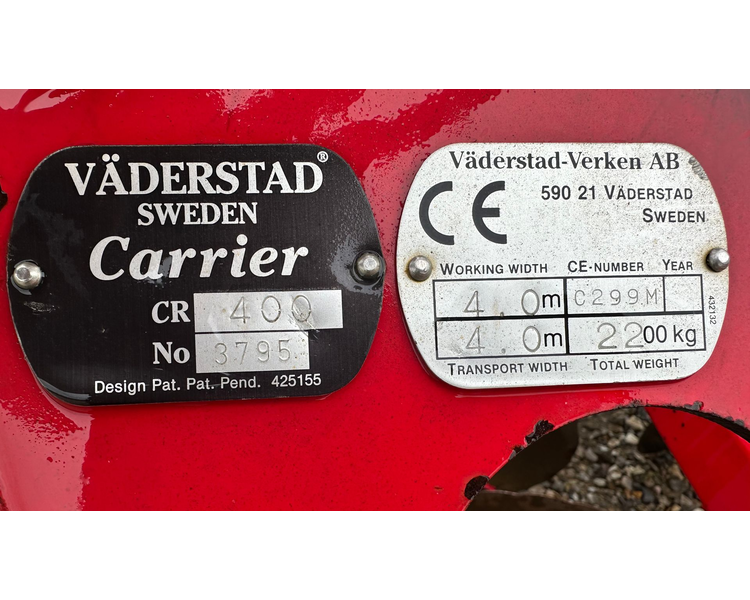 VÄDERSTAD®
SWEDEN
Carrier
CR 400
No 3795
Design Pat. Pat. Pend. 425155
Väderstad-Verken AB
CE
590 21 VÄDERSTAD
SWEDEN
WORKING WIDTH CE-NUMBER YEAR
4.0m C299M
4.0m 2200 kg
TRANSPORT WIDTH TOTAL WEIGHT
432132